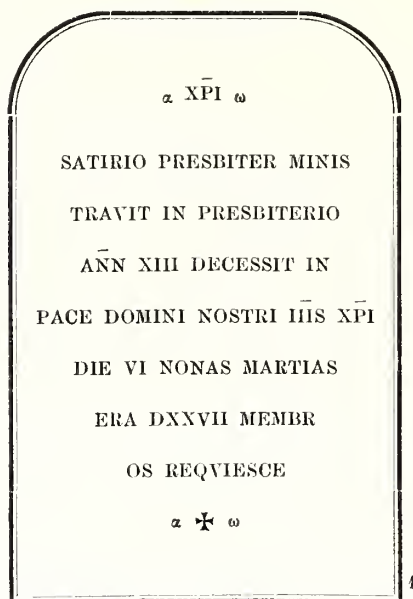 α XP̅I ω
SATIRIO PRESBITER MINIS
TRAVIT IN PRESBITERIO
AN̅N XIII DECESSIT IN
PACE DOMINI NOSTRI IH̅S XP̅I
DIE VI NONAS MARTIAS
ERA DXXVII MEMBR
OS REQVIESCE
α ✠ ω